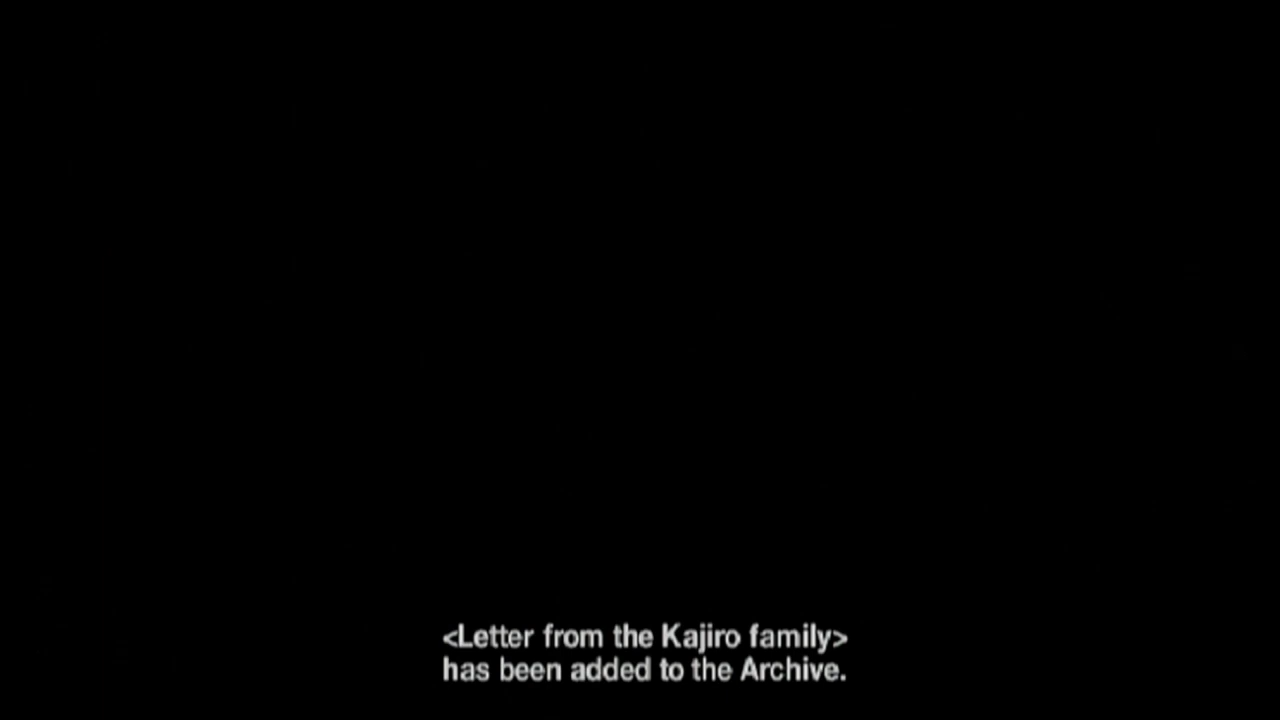 <Letter from the Kajiro family>
has been added to the Archive.